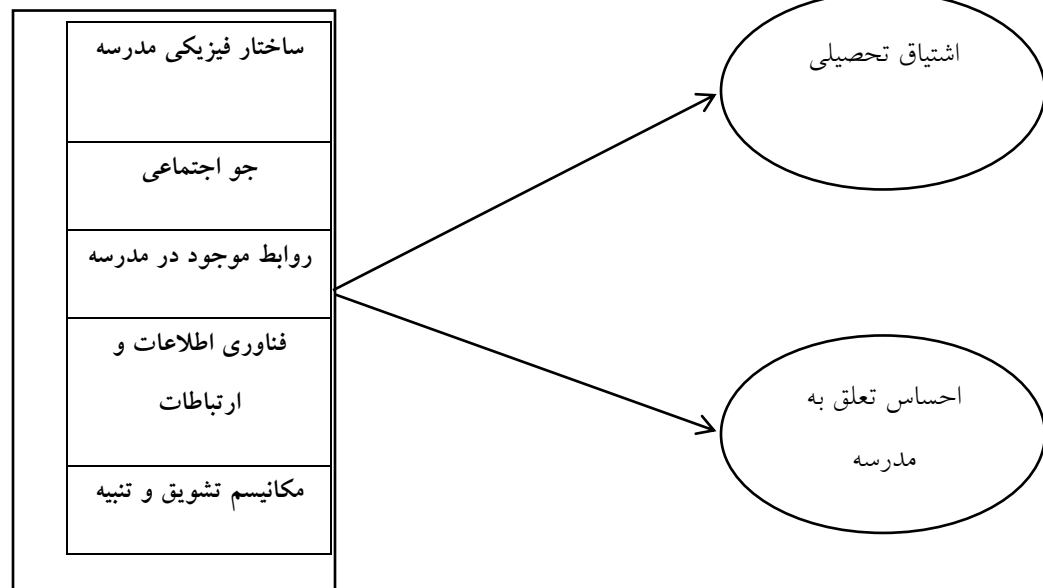 ساختار فیزیکی مدرسه
جو اجتماعی
روابط موجود در مدرسه
فناوری اطلاعات و
ارتباطات
مکانیسم تشویق و تنبیه
اشتیاق تحصیلی
احساس تعلق به
مدرسه